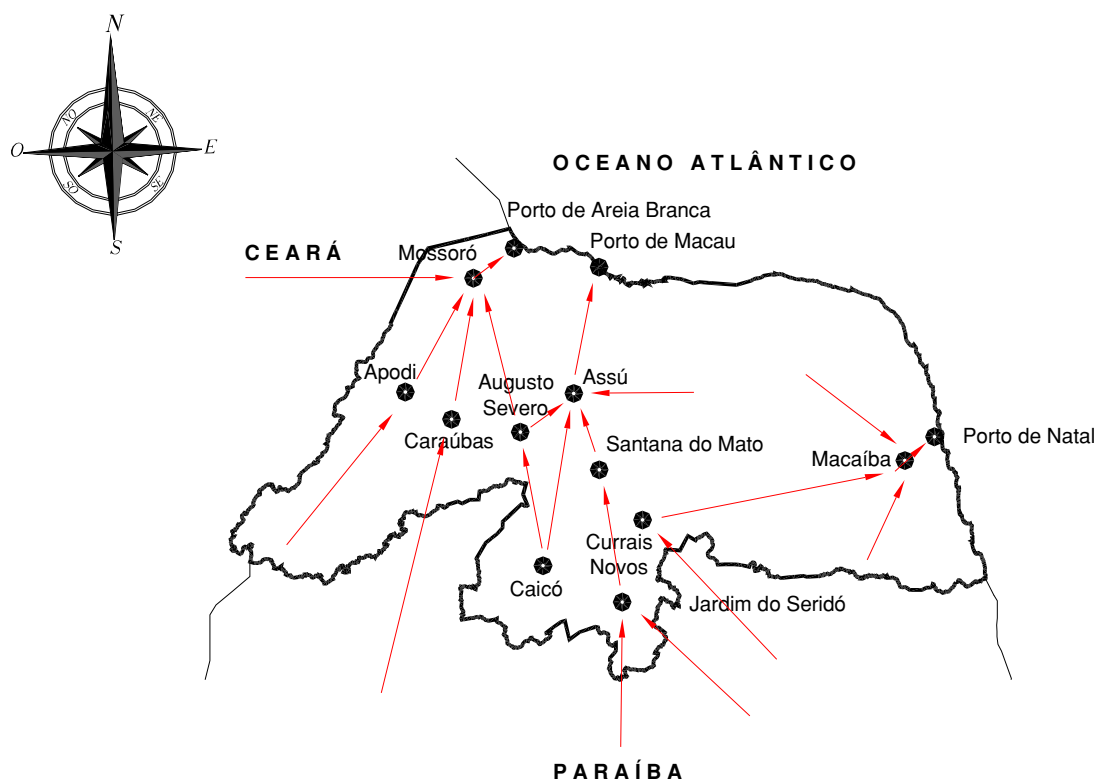 N
NO
NE
O
E
SO
SE
S
OCEANO ATLÂNTICO
Porto de Areia Branca
Porto de Macau
CEARÁ
Mossoró
Apodi
Augusto
Severo
Assú
Caraúbas
Santana do Mato
Macaíba
Porto de Natal
Currais
Novos
Caicó
Jardim do Seridó
PARAÍBA